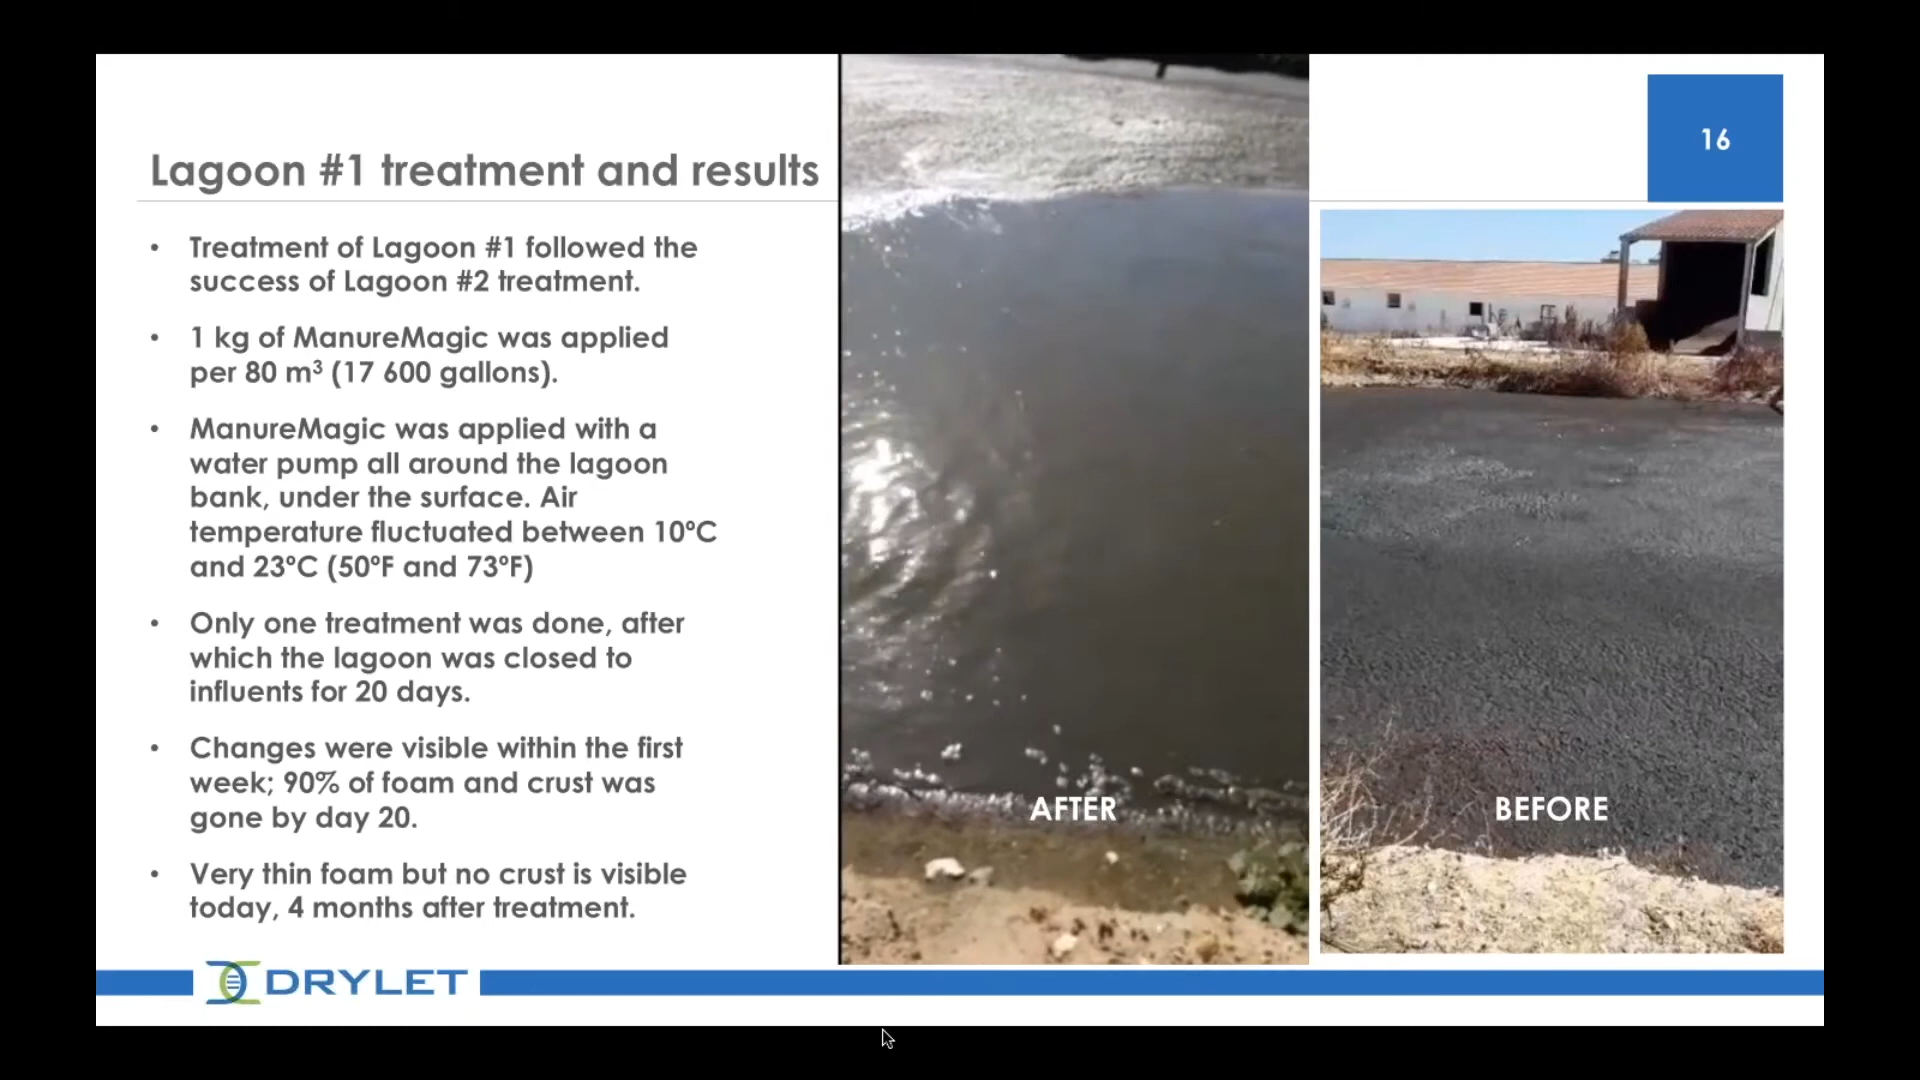 16
Lagoon #1 treatment and results
• Treatment of Lagoon #1 followed the
success of Lagoon #2 treatment.
• 1 kg of ManureMagic was applied
per 80 m³ (17 600 gallons).
• ManureMagic was applied with a
water pump all around the lagoon
bank, under the surface. Air
temperature fluctuated between 10ºC
and 23ºC (50ºF and 73ºF)
• Only one treatment was done, after
which the lagoon was closed to
influents for 20 days.
• Changes were visible within the first
week; 90% of foam and crust was
gone by day 20.
• Very thin foam but no crust is visible
today, 4 months after treatment.
AFTER
BEFORE
DRYLET